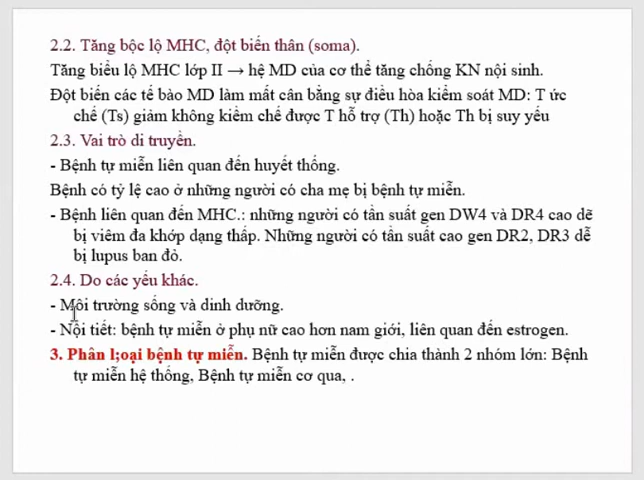 2.2. Tăng bộc lộ MHC, đột biến thân (soma).
Tăng biểu lộ MHC lớp II → hệ MD của cơ thể tăng chống KN nội sinh.
Đột biến các tế bào MD làm mất cân bằng sự điều hòa kiểm soát MD: T ức
chế (Ts) giảm không kiềm chế được T hỗ trợ (Th) hoặc Th bị suy yếu
2.3. Vai trò di truyền.
- Bệnh tự miễn liên quan đến huyết thống.
Bệnh có tỷ lệ cao ở những người có cha mẹ bị bệnh tự miễn.
- Bệnh liên quan đến MHC.: những người có tần suất gen DW4 và DR4 cao dễ
bị viêm đa khớp dạng thấp. Những người có tần suất cao gen DR2, DR3 dễ
bị lupus ban đỏ.
2.4. Do các yếu khác.
- Môi trường sống và dinh dưỡng.
- Nội tiết: bệnh tự miễn ở phụ nữ cao hơn nam giới, liên quan đến estrogen.
3. Phân l;oại bệnh tự miễn. Bệnh tự miễn được chia thành 2 nhóm lớn: Bệnh
tự miễn hệ thống, Bệnh tự miễn cơ qua, .